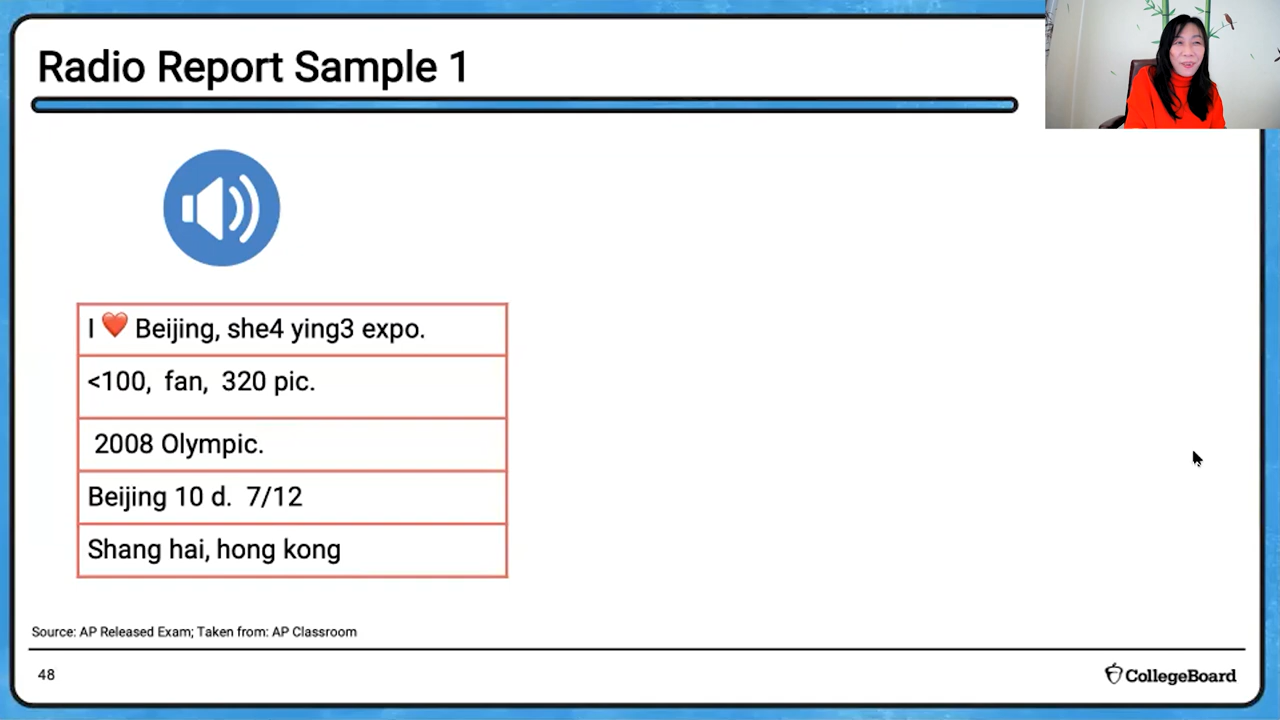 Radio Report Sample 1
I ❤️ Beijing, she4 ying3 expo.
<100, fan, 320 pic.
2008 Olympic.
Beijing 10 d. 7/12
Shang hai, hong kong
Source: AP Released Exam; Taken from: AP Classroom
48
CollegeBoard